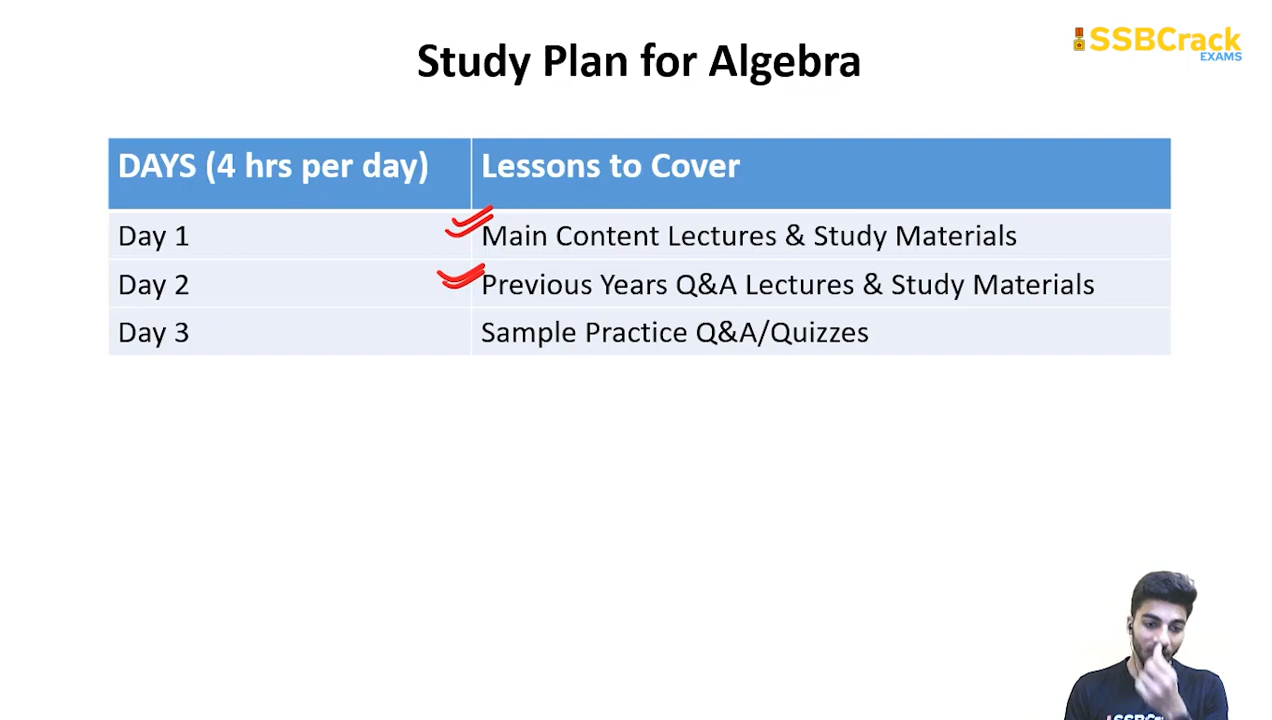 SSBCrack
EXAMS
Study Plan for Algebra
DAYS (4 hrs per day) Lessons to Cover
Day 1 Main Content Lectures & Study Materials
Day 2 Previous Years Q&A Lectures & Study Materials
Day 3 Sample Practice Q&A/Quizzes